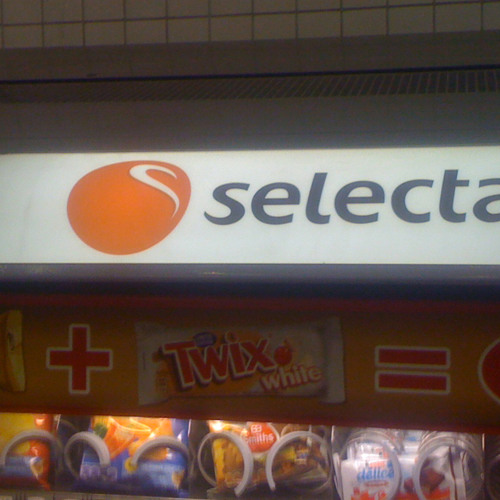 selecta
+ TWIX White =
smiths